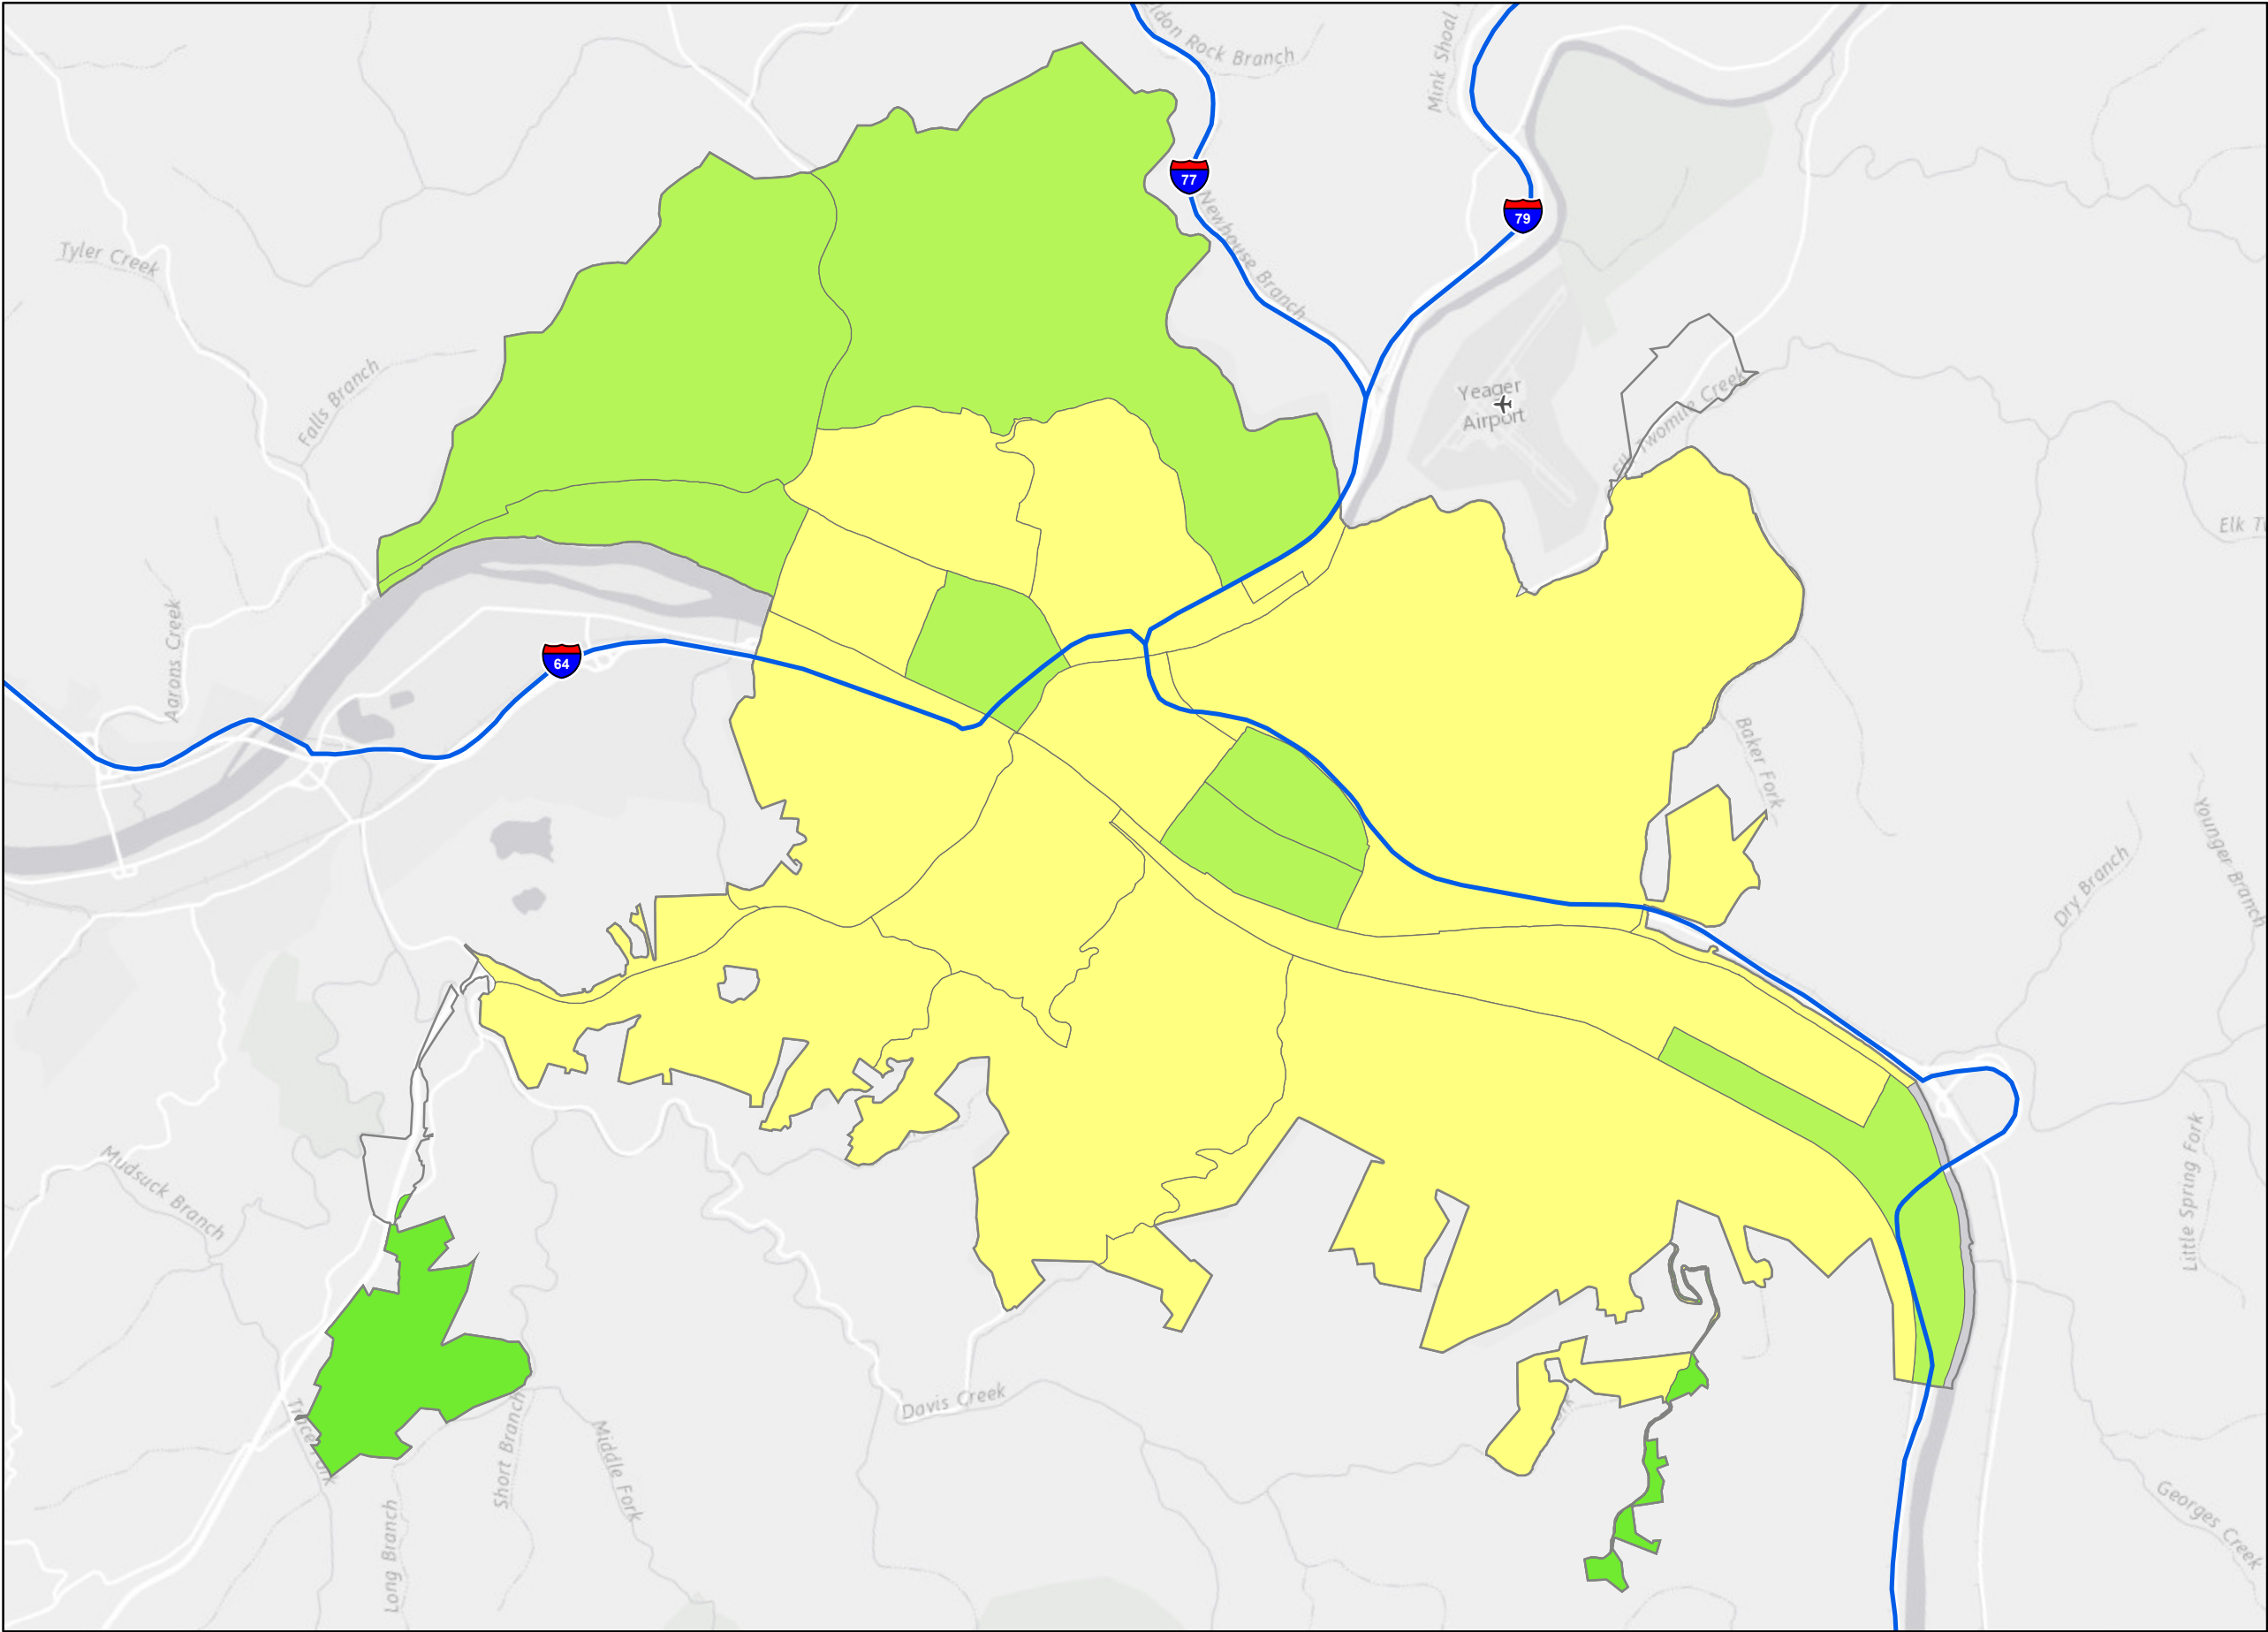 Rock Branch
Mink Shoal
77
79
Tyler Creek
Newhouse Branch
Falls Branch
Yeager
Airport
Elk Twomile Creek
Aarons Creek
64
Baker Fork
Younger Branch
Dry Branch
Mudsuck Branch
Little Spring Fork
Davis Creek
Short Branch
Middle Fork
Long Branch
Georges Creek